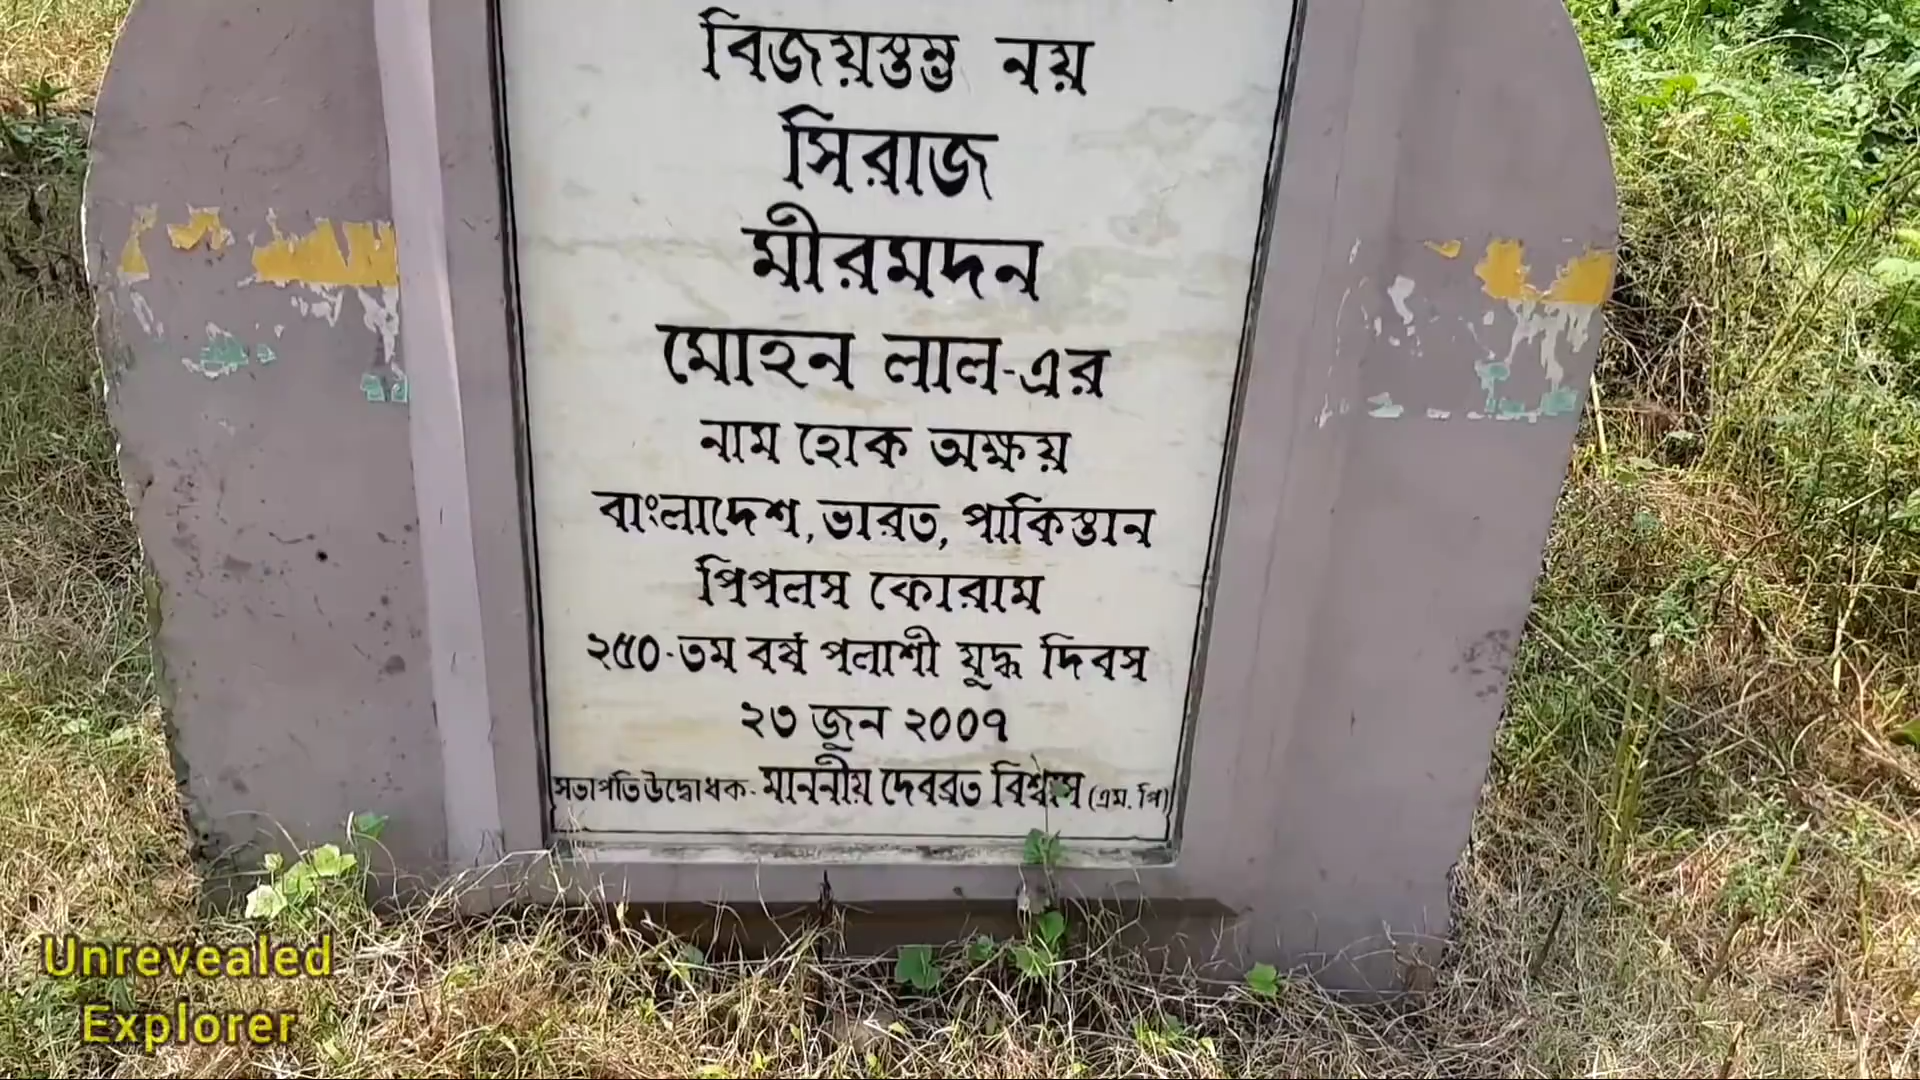 বিজয়স্তম্ভ নয়
সিরাজ
মীরমদন
মোহন লাল-এর
নাম হোক অক্ষয়
বাংলাদেশ, ভারত, পাকিস্তান
পিপলস ফোরাম
২৫০-তম বর্ষ পলাশী যুদ্ধ দিবস
২৩ জুন ২০০৭
সভাপতি উদ্বোধক - মাননীয় দেবব্রত বিশ্বাস (এম. পি)
Unrevealed
Explorer